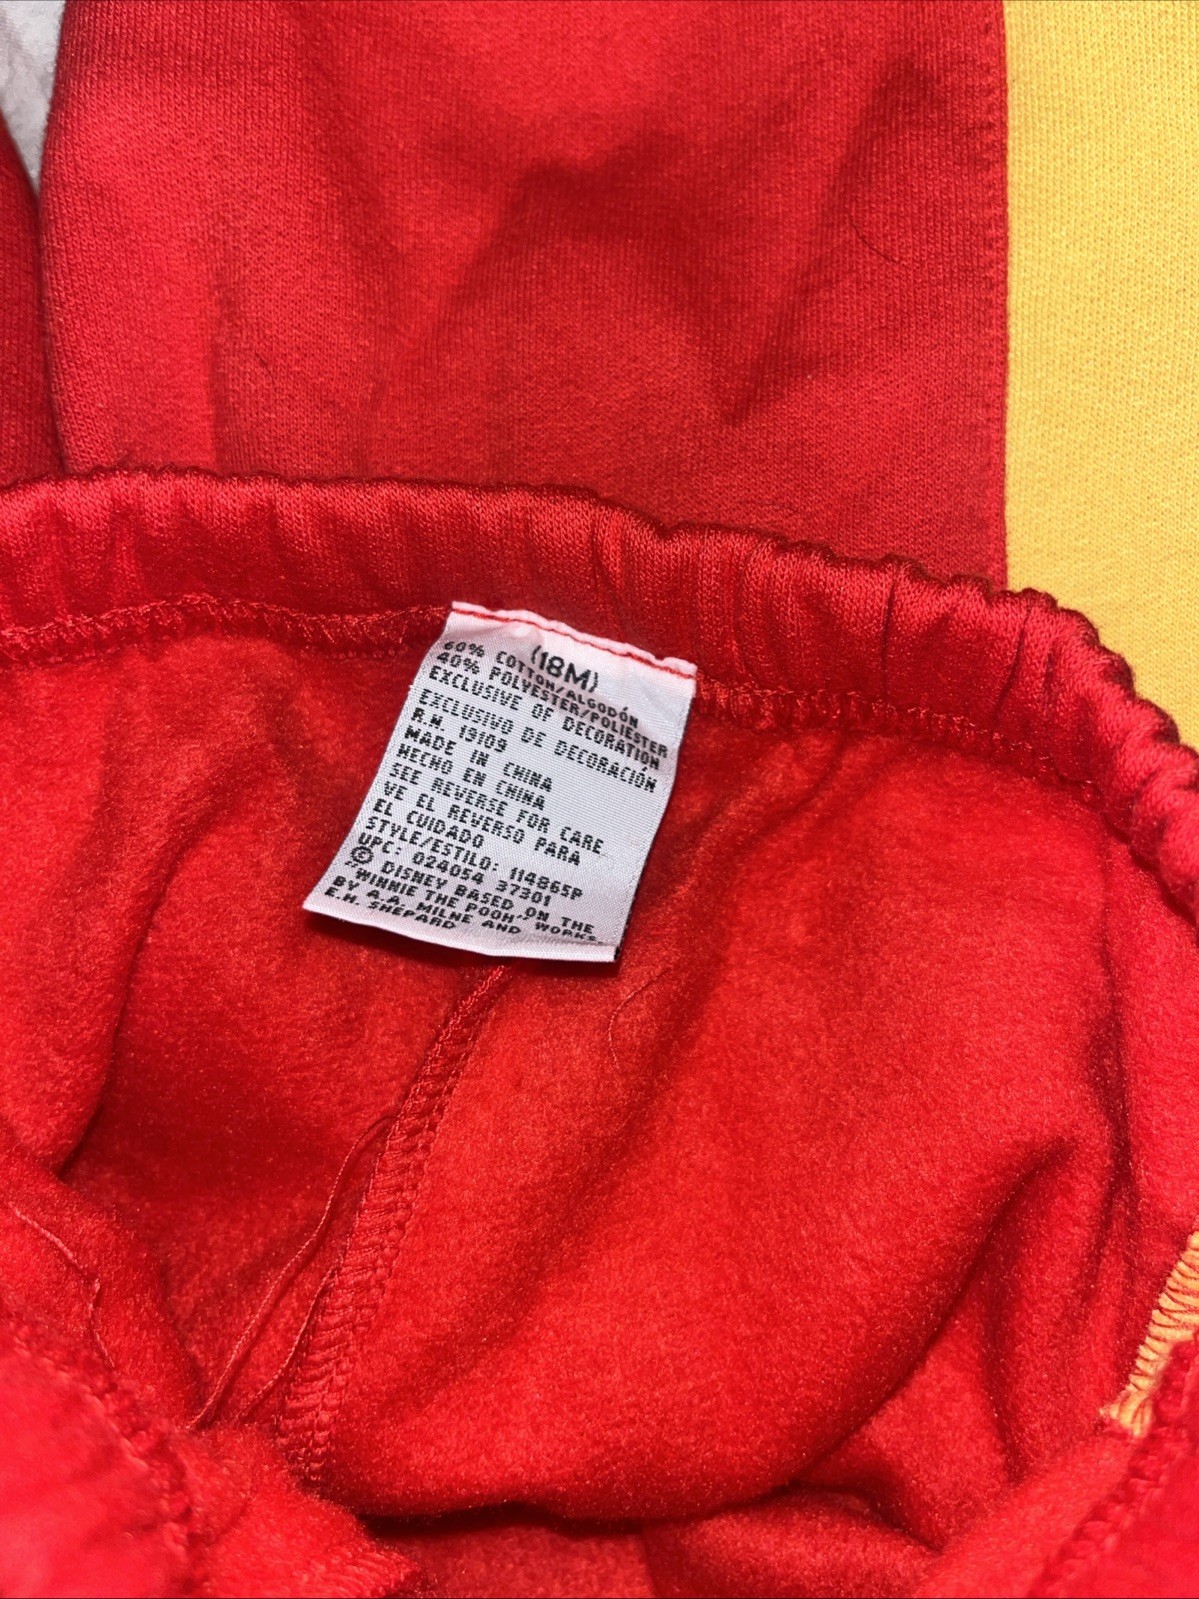 (18M)
60% COTTON/ALGODÓN
40% POLYESTER/POLIESTER
EXCLUSIVE OF DECORATION
EXCLUSIVO DE DECORACIÓN
R.N. 19109
MADE IN CHINA
HECHO EN CHINA
SEE REVERSE FOR CARE
VE EL REVERSO PARA
EL CUIDADO
STYLE/ESTILO: 114865P
UPC: 024054 37301
© DISNEY BASED ON THE
"WINNIE THE POOH" WORKS
BY A.A. MILNE AND
E.H. SHEPARD